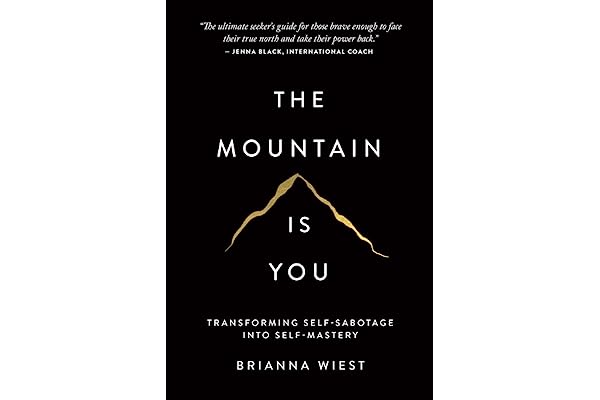 “The ultimate seeker's guide for those brave enough to face
their true north and take their power back.”
– JENNA BLACK, INTERNATIONAL COACH
THE
MOUNTAIN
IS
YOU
TRANSFORMING SELF-SABOTAGE
INTO SELF-MASTERY
BRIANNA WIEST